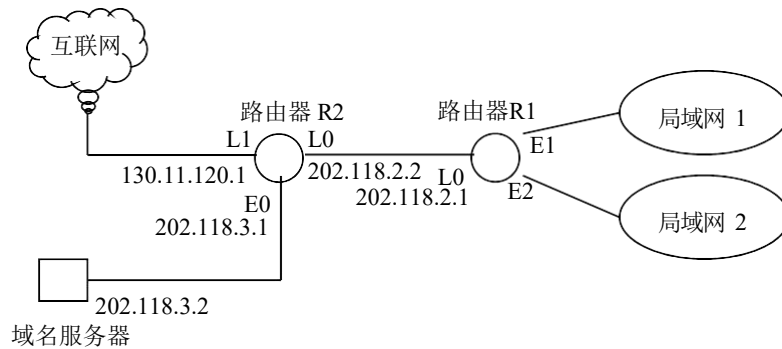 互联网
路由器 R2
路由器R1
局域网 1
L1
L0
E1
130.11.120.1
202.118.2.2
L0
202.118.2.1
E2
E0
202.118.3.1
局域网 2
202.118.3.2
域名服务器